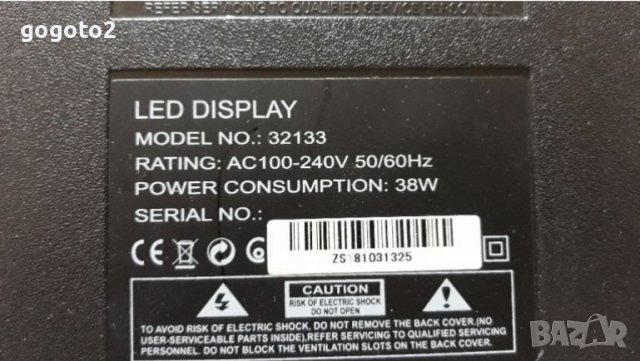 REFER SERVICING TO QUALIFIED SERVICE PERSONNEL
gogoto2
LED DISPLAY
MODEL NO.: 32133
RATING: AC100-240V 50/60Hz
POWER CONSUMPTION: 38W
SERIAL NO.:
CE
ZS181031325
CAUTION
RISK OF ELECTRIC SHOCK
DO NOT OPEN
TO AVOID RISK OF ELECTRIC SHOCK, DO NOT REMOVE THE BACK COVER.(NO
USER-SERVICEABLE PARTS INSIDE).REFER SERVICING TO QUALIFIED SERVICING
PERSONNEL. DO NOT BLOCK THE VENTILATION SLOTS ON THE BACK COVER.
bazar